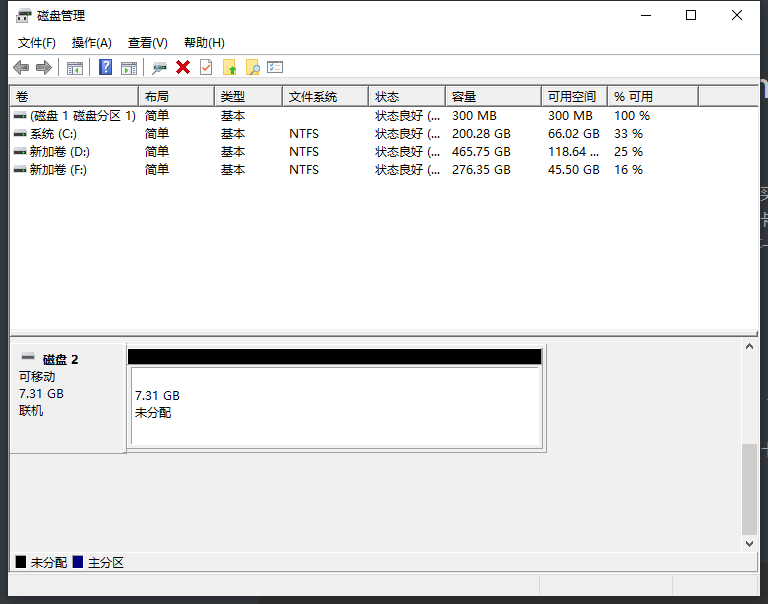 磁盘管理
文件(F) 操作(A) 查看(V) 帮助(H)
卷 布局 类型 文件系统 状态 容量 可用空间 % 可用
(磁盘 1 磁盘分区 1) 简单 基本 状态良好 (... 300 MB 300 MB 100 %
系统 (C:) 简单 基本 NTFS 状态良好 (... 200.28 GB 66.02 GB 33 %
新加卷 (D:) 简单 基本 NTFS 状态良好 (... 465.75 GB 118.64 ... 25 %
新加卷 (F:) 简单 基本 NTFS 状态良好 (... 276.35 GB 45.50 GB 16 %
磁盘 2
可移动
7.31 GB
联机
7.31 GB
未分配
未分配 主分区